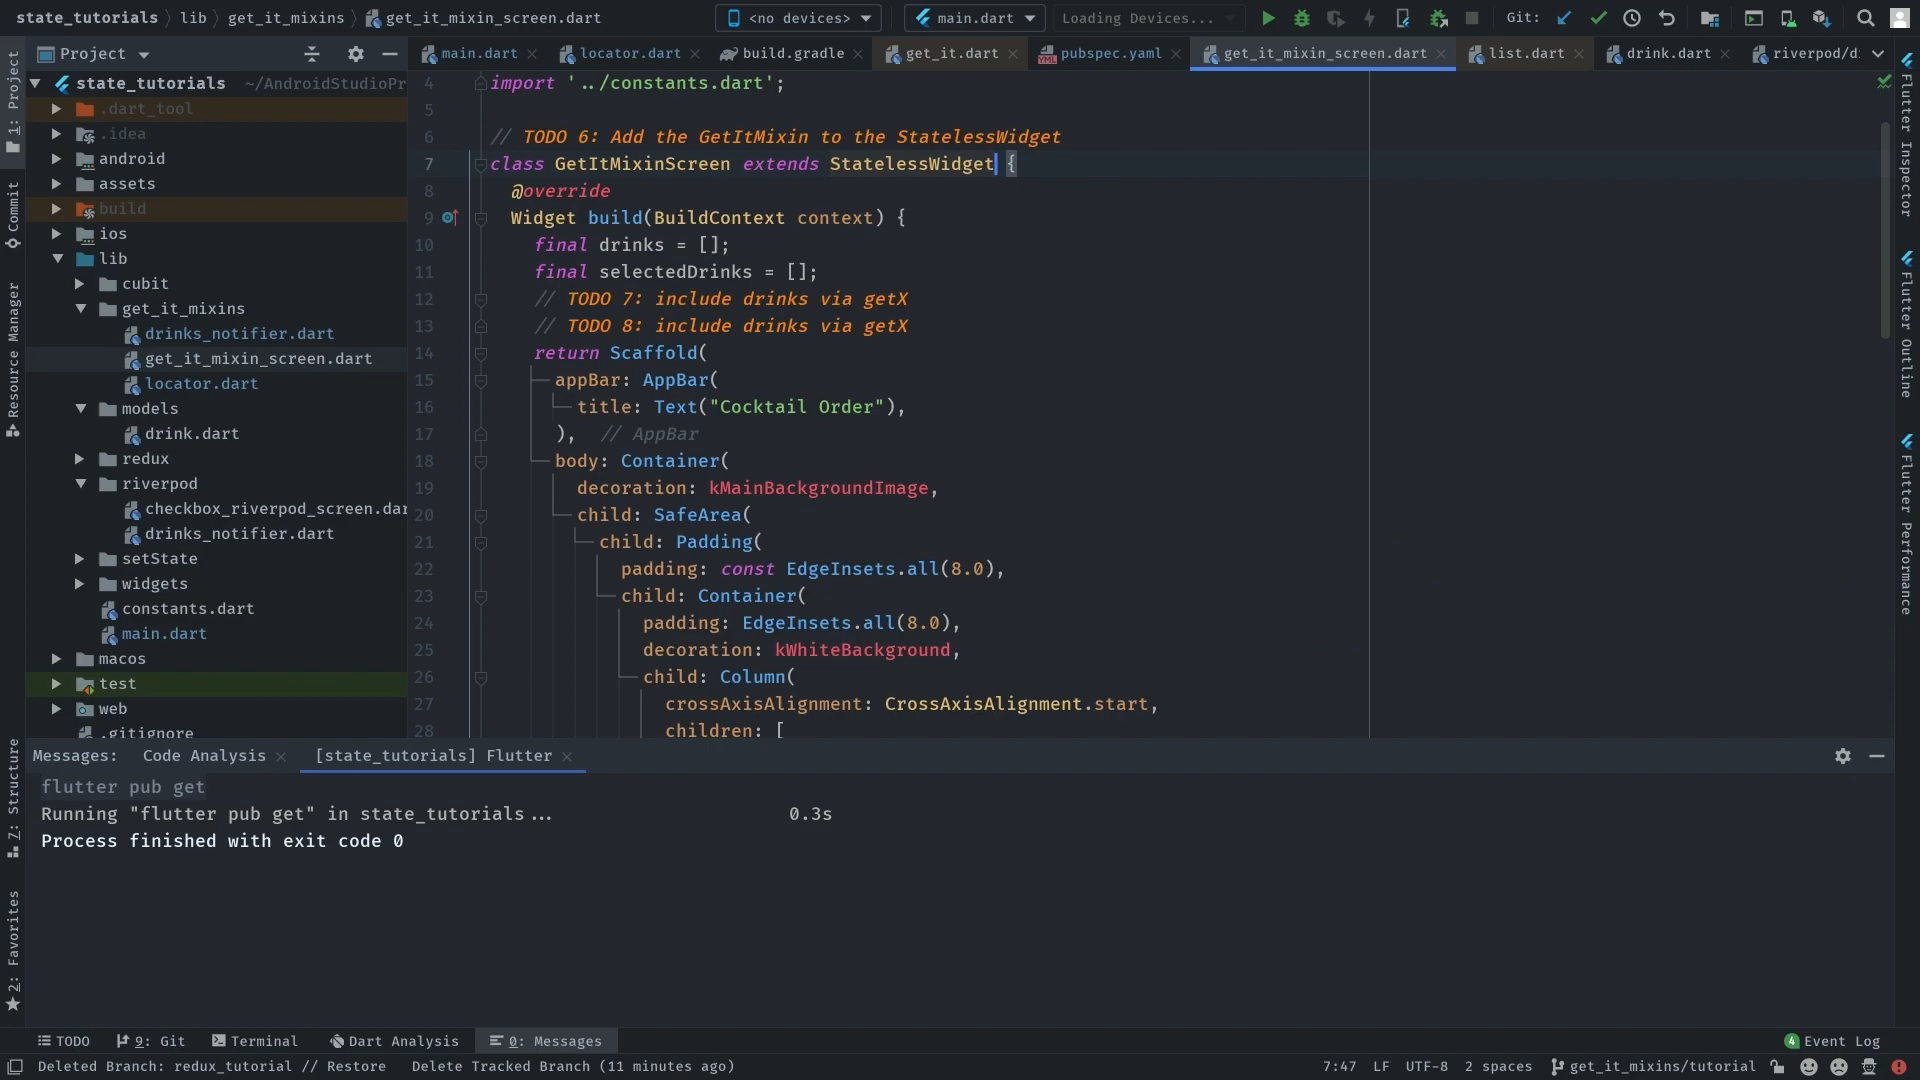 state_tutorials lib get_it_mixins get_it_mixin_screen.dart
<no devices> main.dart Loading Devices... Git:
Project
main.dart locator.dart build.gradle get_it.dart pubspec.yaml get_it_mixin_screen.dart list.dart drink.dart riverpod/d
state_tutorials ~/AndroidStudioPr
.dart_tool
.idea
android
assets
build
ios
lib
cubit
get_it_mixins
drinks_notifier.dart
get_it_mixin_screen.dart
locator.dart
models
drink.dart
redux
riverpod
checkbox_riverpod_screen.dar
drinks_notifier.dart
setState
widgets
constants.dart
main.dart
macos
test
web
.gitignore
1: Project
Commit
Resource Manager
7: Structure
2: Favorites
4 import '../constants.dart';
5
6 // TODO 6: Add the GetItMixin to the StatelessWidget
7 class GetItMixinScreen extends StatelessWidget {
8 @override
9 Widget build(BuildContext context) {
10 final drinks = [];
11 final selectedDrinks = [];
12 // TODO 7: include drinks via getX
13 // TODO 8: include drinks via getX
14 return Scaffold(
15 appBar: AppBar(
16 title: Text("Cocktail Order"),
17 ), // AppBar
18 body: Container(
19 decoration: kMainBackgroundImage,
20 child: SafeArea(
21 child: Padding(
22 padding: const EdgeInsets.all(8.0),
23 child: Container(
24 padding: EdgeInsets.all(8.0),
25 decoration: kWhiteBackground,
26 child: Column(
27 crossAxisAlignment: CrossAxisAlignment.start,
28 children: [
Flutter Inspector
Flutter Outline
Flutter Performance
Messages: Code Analysis [state_tutorials] Flutter
flutter pub get
Running "flutter pub get" in state_tutorials... 0.3s
Process finished with exit code 0
TODO 9: Git Terminal Dart Analysis 0: Messages 4 Event Log
Deleted Branch: redux_tutorial // Restore Delete Tracked Branch (11 minutes ago) 7:47 LF UTF-8 2 spaces get_it_mixins/tutorial